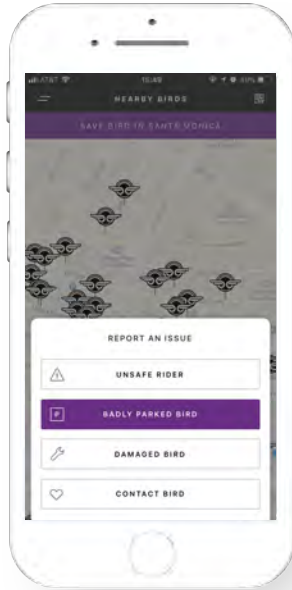 AT&T
NEARBY BIRDS
SAVE BIRD IN SANTA MONICA
REPORT AN ISSUE
UNSAFE RIDER
P BADLY PARKED BIRD
DAMAGED BIRD
CONTACT BIRD